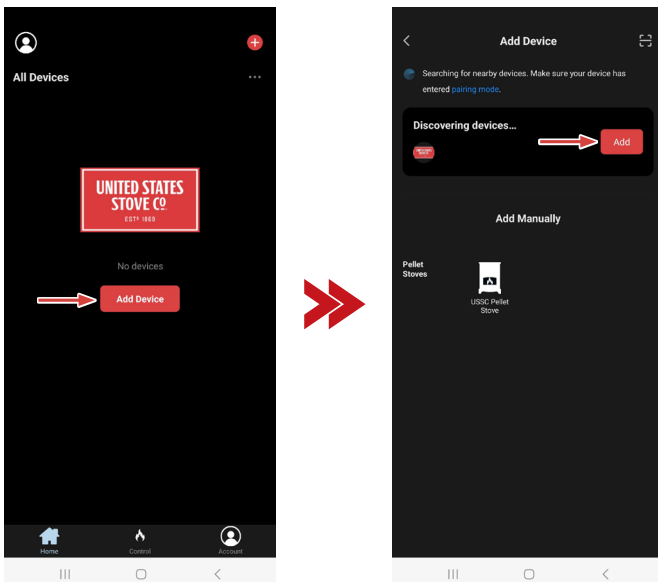 All Devices
UNITED STATES
STOVE CO.
ESTD 1869
No devices
Add Device
Home
Control
Account
Add Device
Searching for nearby devices. Make sure your device has
entered pairing mode.
Discovering devices...
Add
Add Manually
Pellet
Stoves
USSC Pellet
Stove